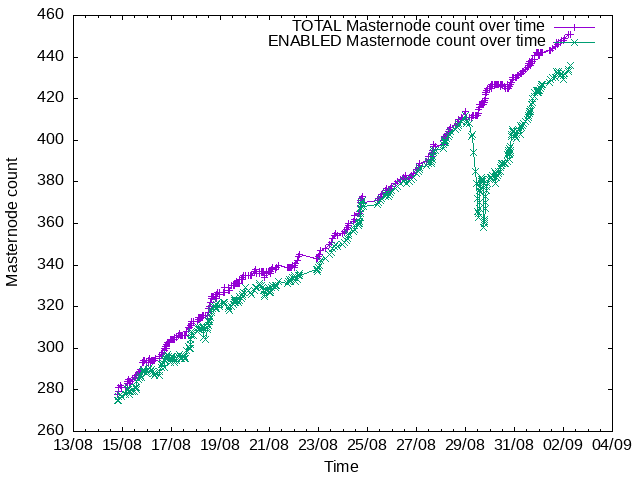 TOTAL Masternode count over time
ENABLED Masternode count over time
460
440
420
400
380
360
340
320
300
280
260
Masternode count
13/08 15/08 17/08 19/08 21/08 23/08 25/08 27/08 29/08 31/08 02/09 04/09
Time